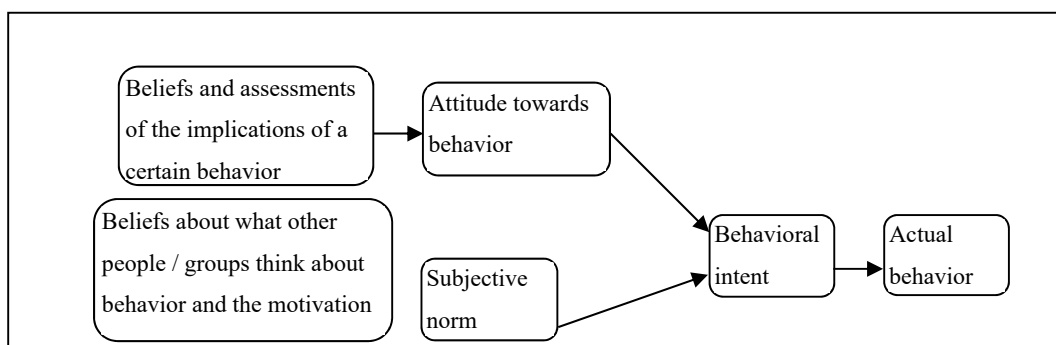 Beliefs and assessments
of the implications of a
certain behavior
Attitude towards
behavior
Beliefs about what other
people / groups think about
behavior and the motivation
Subjective
norm
Behavioral
intent
Actual
behavior